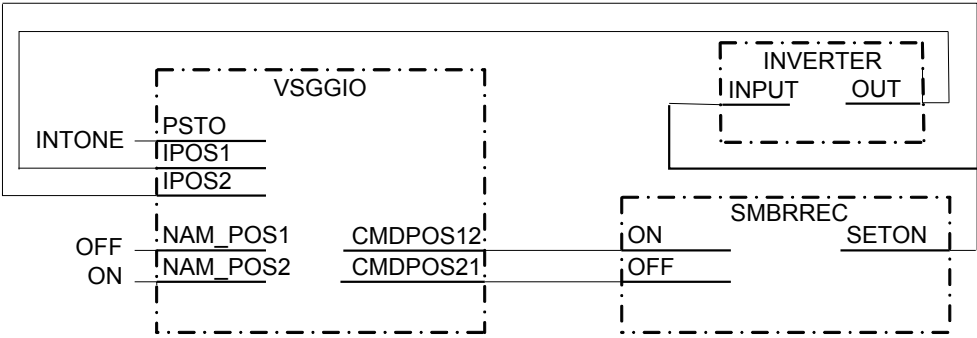 INVERTER
INPUT OUT
VSGGIO
PSTO
INTONE
IPOS1
IPOS2
SMBRREC
NAM_POS1 CMDPOS12 ON SETON
OFF
NAM_POS2 CMDPOS21 OFF
ON